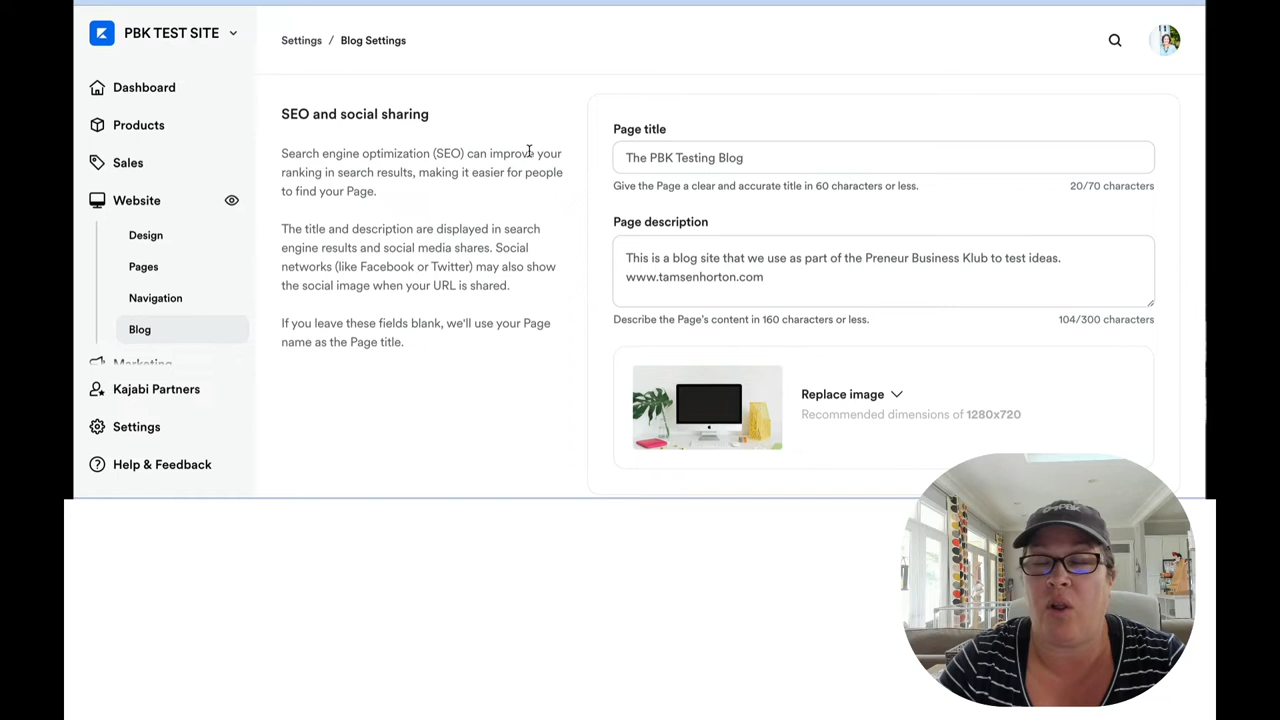 PBK TEST SITE
Dashboard
Products
Sales
Website
Design
Pages
Navigation
Blog
Marketing
Kajabi Partners
Settings
Help & Feedback
Settings / Blog Settings
SEO and social sharing
Search engine optimization (SEO) can improve your
ranking in search results, making it easier for people
to find your Page.
The title and description are displayed in search
engine results and social media shares. Social
networks (like Facebook or Twitter) may also show
the social image when your URL is shared.
If you leave these fields blank, we'll use your Page
name as the Page title.
Page title
The PBK Testing Blog
Give the Page a clear and accurate title in 60 characters or less.
20/70 characters
Page description
This is a blog site that we use as part of the Preneur Business Klub to test ideas.
www.tamsenhorton.com
Describe the Page's content in 160 characters or less.
104/300 characters
Replace image
Recommended dimensions of 1280x720